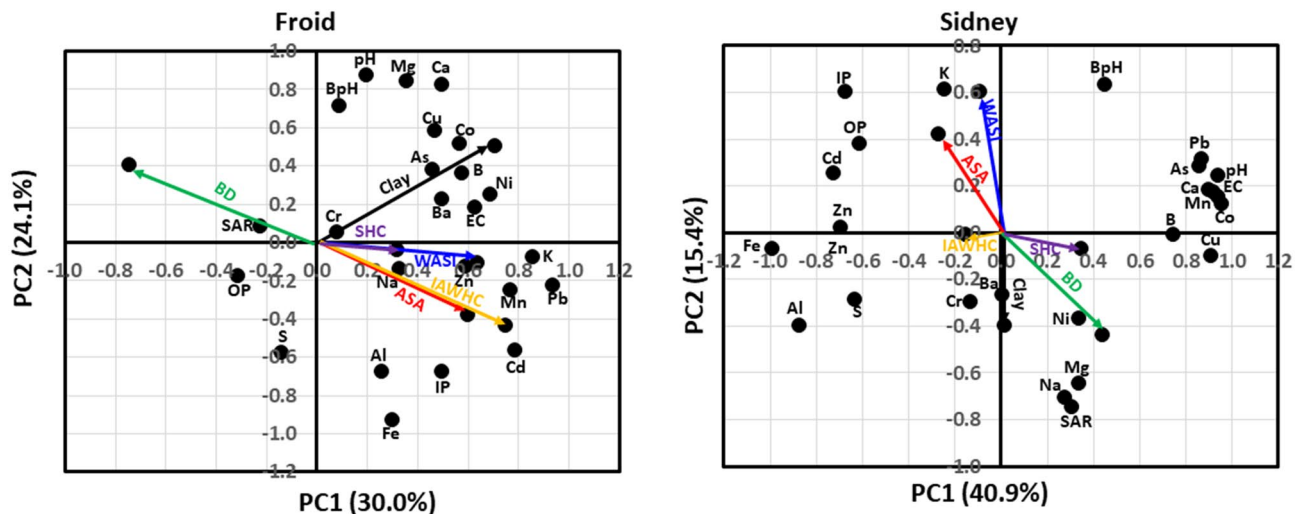 Froid
1.0
pH
Mg
Ca
0.8
BpH
0.6
Cu
Co
0.4
As
B
BD
Clay
Ni
0.2
SAR
Cr
Ba
EC
SHC
0.0
-1.0 -0.8 -0.6 -0.4 -0.2 0.0 0.2 0.4 0.6 0.8 1.0 1.2
WASI
K
-0.2
OP
Na
Zn
IAWHC
Mn
Pb
ASA
-0.4
S
-0.6
Al
IP
Cd
-0.8
Fe
-1.0
-1.2
PC2 (24.1%)
PC1 (30.0%)
Sidney
0.8
IP
K
BpH
0.6
WASI
OP
0.4
Pb
Cd
ASA
As
pH
0.2
Ca
EC
Zn
Mn
Co
B
0.0
Fe
Zn
IAWHC
SHC
Cu
-1.2 -1.0 -0.8 -0.6 -0.4 -0.2 0.0 0.2 0.4 0.6 0.8 1.0 1.2
-0.2
Ba
Clay
BD
Al
S
Cr
Ni
-0.4
Mg
-0.6
Na
SAR
-0.8
-1.0
PC2 (15.4%)
PC1 (40.9%)